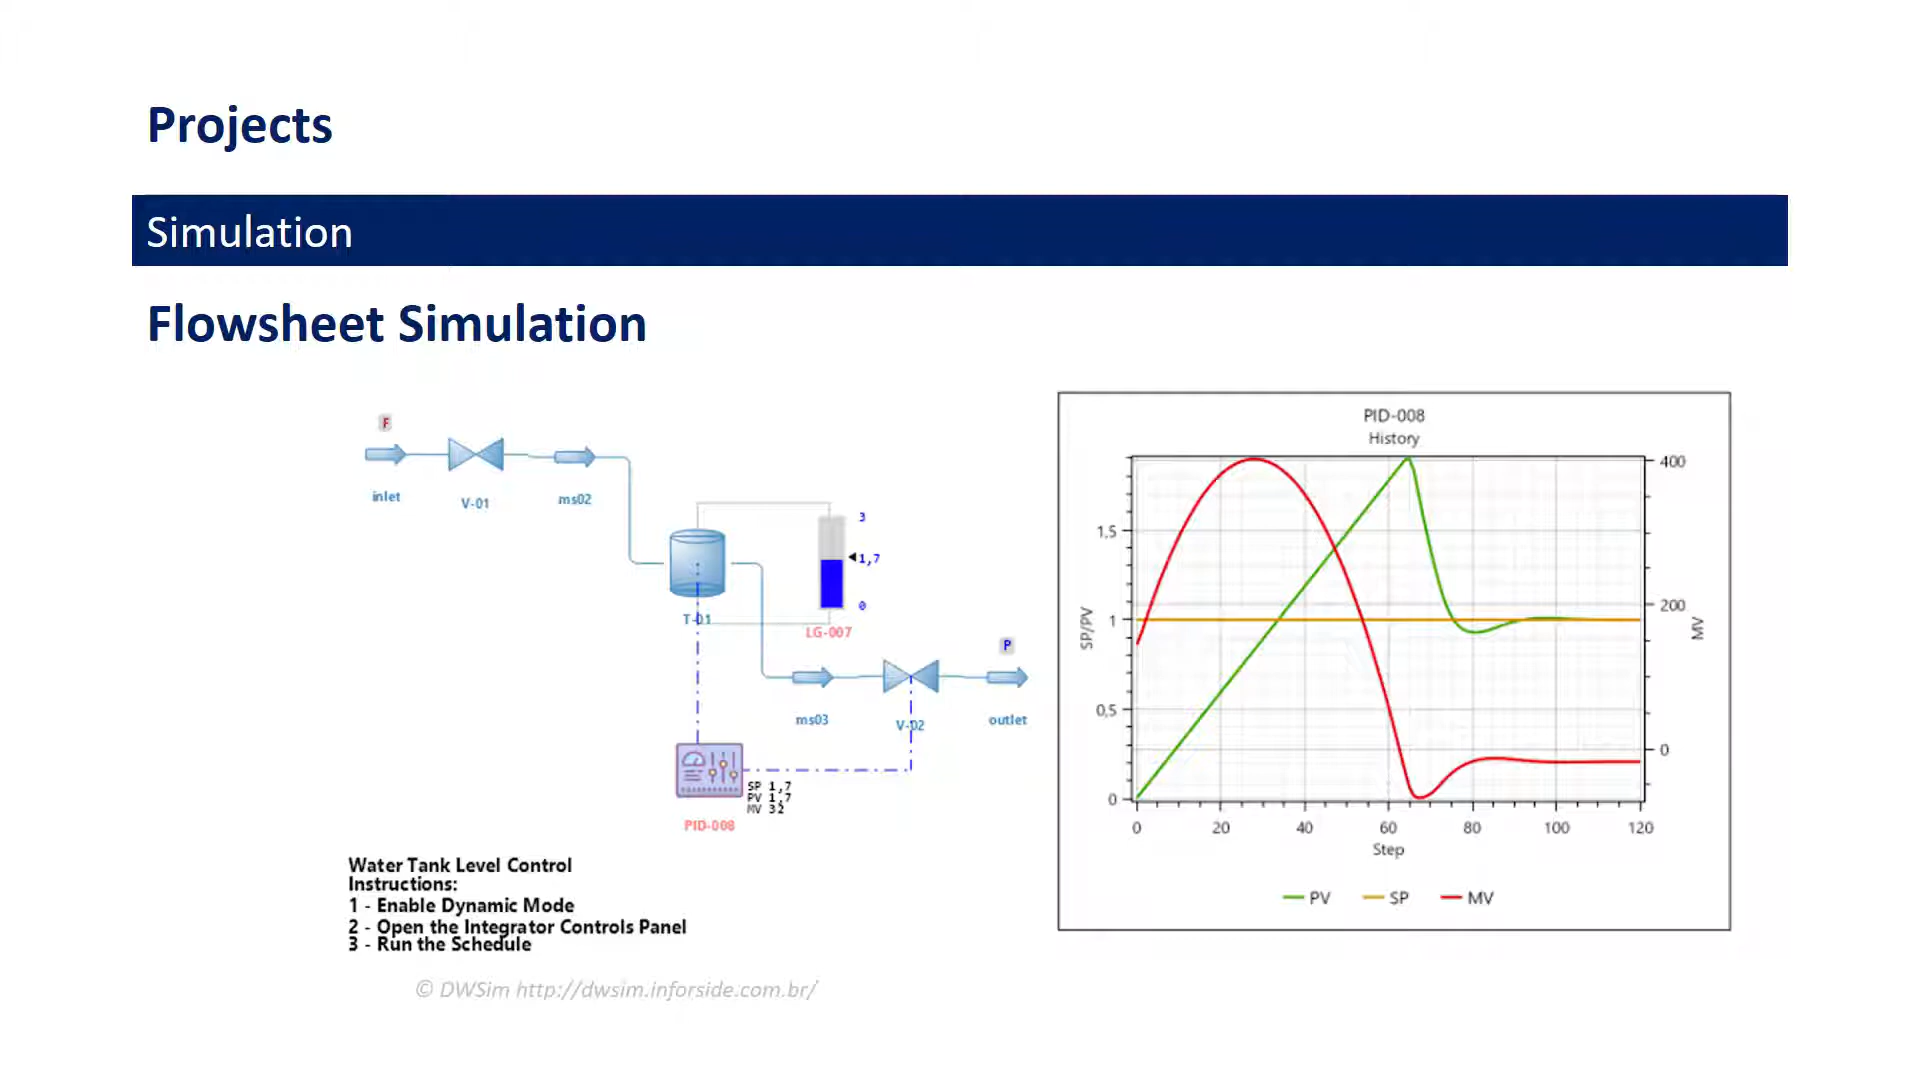 Projects
Simulation
Flowsheet Simulation
F
inlet
V-01
ms02
T-01
3
1,7
0
LG-007
P
ms03
V-02
outlet
SP 1,7
PV 1,7
MV 32
PID-008
Water Tank Level Control
Instructions:
1 - Enable Dynamic Mode
2 - Open the Integrator Controls Panel
3 - Run the Schedule
© DWSim http://dwsim.inforside.com.br/
PID-008
History
SP/PV
1,5
1
0,5
0
400
200
0
MV
0 20 40 60 80 100 120
Step
PV SP MV